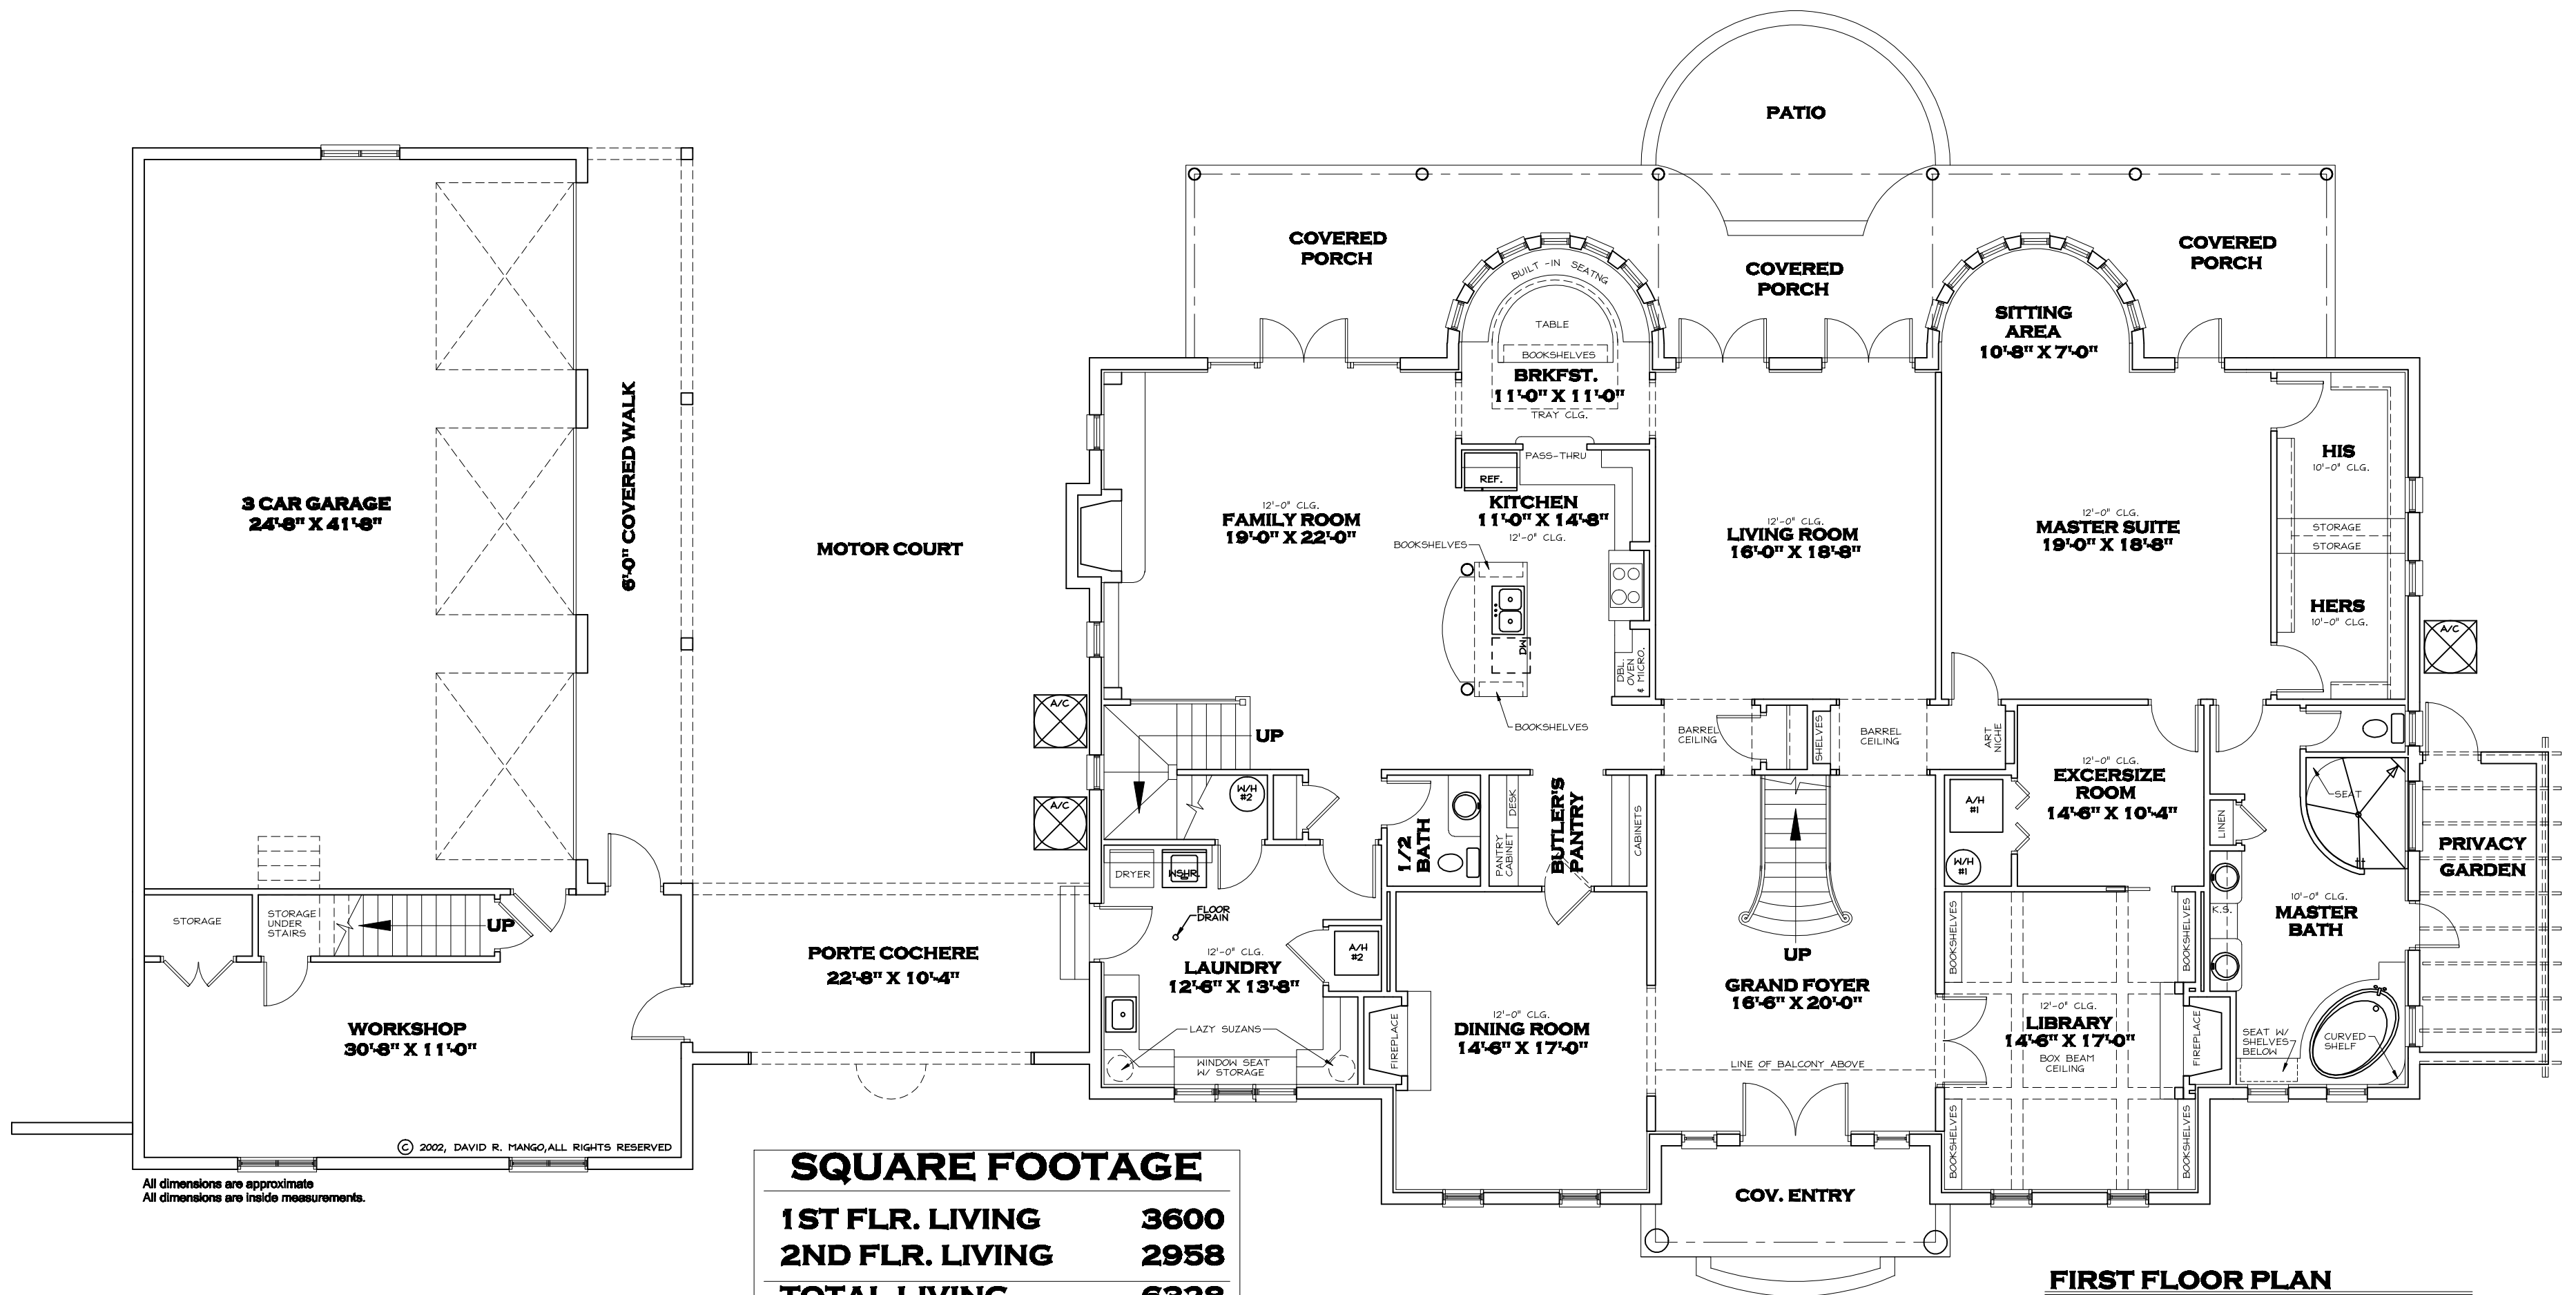 PATIO
COVERED
PORCH
COVERED
PORCH
COVERED
PORCH
BUILT-IN SEATNG
TABLE
BOOKSHELVES
BRKFST.
11'-0" X 11'-0"
TRAY CLG.
SITTING
AREA
10'-8" X 7'-0"
3 CAR GARAGE
24'-8" X 41'-8"
6'-0" COVERED WALK
MOTOR COURT
12'-0" CLG.
FAMILY ROOM
19'-0" X 22'-0"
PASS-THRU
REF.
KITCHEN
11'-0" X 14'-8"
12'-0" CLG.
BOOKSHELVES
DW
DBL.
OVEN
& MICRO.
BOOKSHELVES
12'-0" CLG.
LIVING ROOM
16'-0" X 18'-8"
12'-0" CLG.
MASTER SUITE
19'-0" X 18'-8"
HIS
10'-0" CLG.
STORAGE
STORAGE
HERS
10'-0" CLG.
A/C
A/C
A/C
UP
BARREL
CEILING
SHELVES
BARREL
CEILING
ART
NICHE
W/H
#2
1/2
BATH
DESK
PANTRY
CABINET
BUTLER'S
PANTRY
CABINETS
A/H
#1
W/H
#1
12'-0" CLG.
EXCERSIZE
ROOM
14'-6" X 10'-4"
LINEN
SEAT
PRIVACY
GARDEN
DRYER
WSHR.
STORAGE
STORAGE
UNDER
STAIRS
UP
FLOOR
DRAIN
12'-0" CLG.
LAUNDRY
12'-6" X 13'-8"
A/H
#2
LAZY SUZANS
WINDOW SEAT
W/ STORAGE
PORTE COCHERE
22'-8" X 10'-4"
WORKSHOP
30'-8" X 11'-0"
FIREPLACE
12'-0" CLG.
DINING ROOM
14'-6" X 17'-0"
UP
GRAND FOYER
16'-6" X 20'-0"
LINE OF BALCONY ABOVE
BOOKSHELVES
BOOKSHELVES
12'-0" CLG.
LIBRARY
14'-6" X 17'-0"
BOX BEAM
CEILING
BOOKSHELVES
BOOKSHELVES
FIREPLACE
K.S.
10'-0" CLG.
MASTER
BATH
SEAT W/
SHELVES
BELOW
CURVED
SHELF
COV. ENTRY
© 2002, DAVID R. MANGO, ALL RIGHTS RESERVED
All dimensions are approximate
All dimensions are inside measurements.
SQUARE FOOTAGE
1ST FLR. LIVING 3600
2ND FLR. LIVING 2958
TOTAL LIVING
FIRST FLOOR PLAN